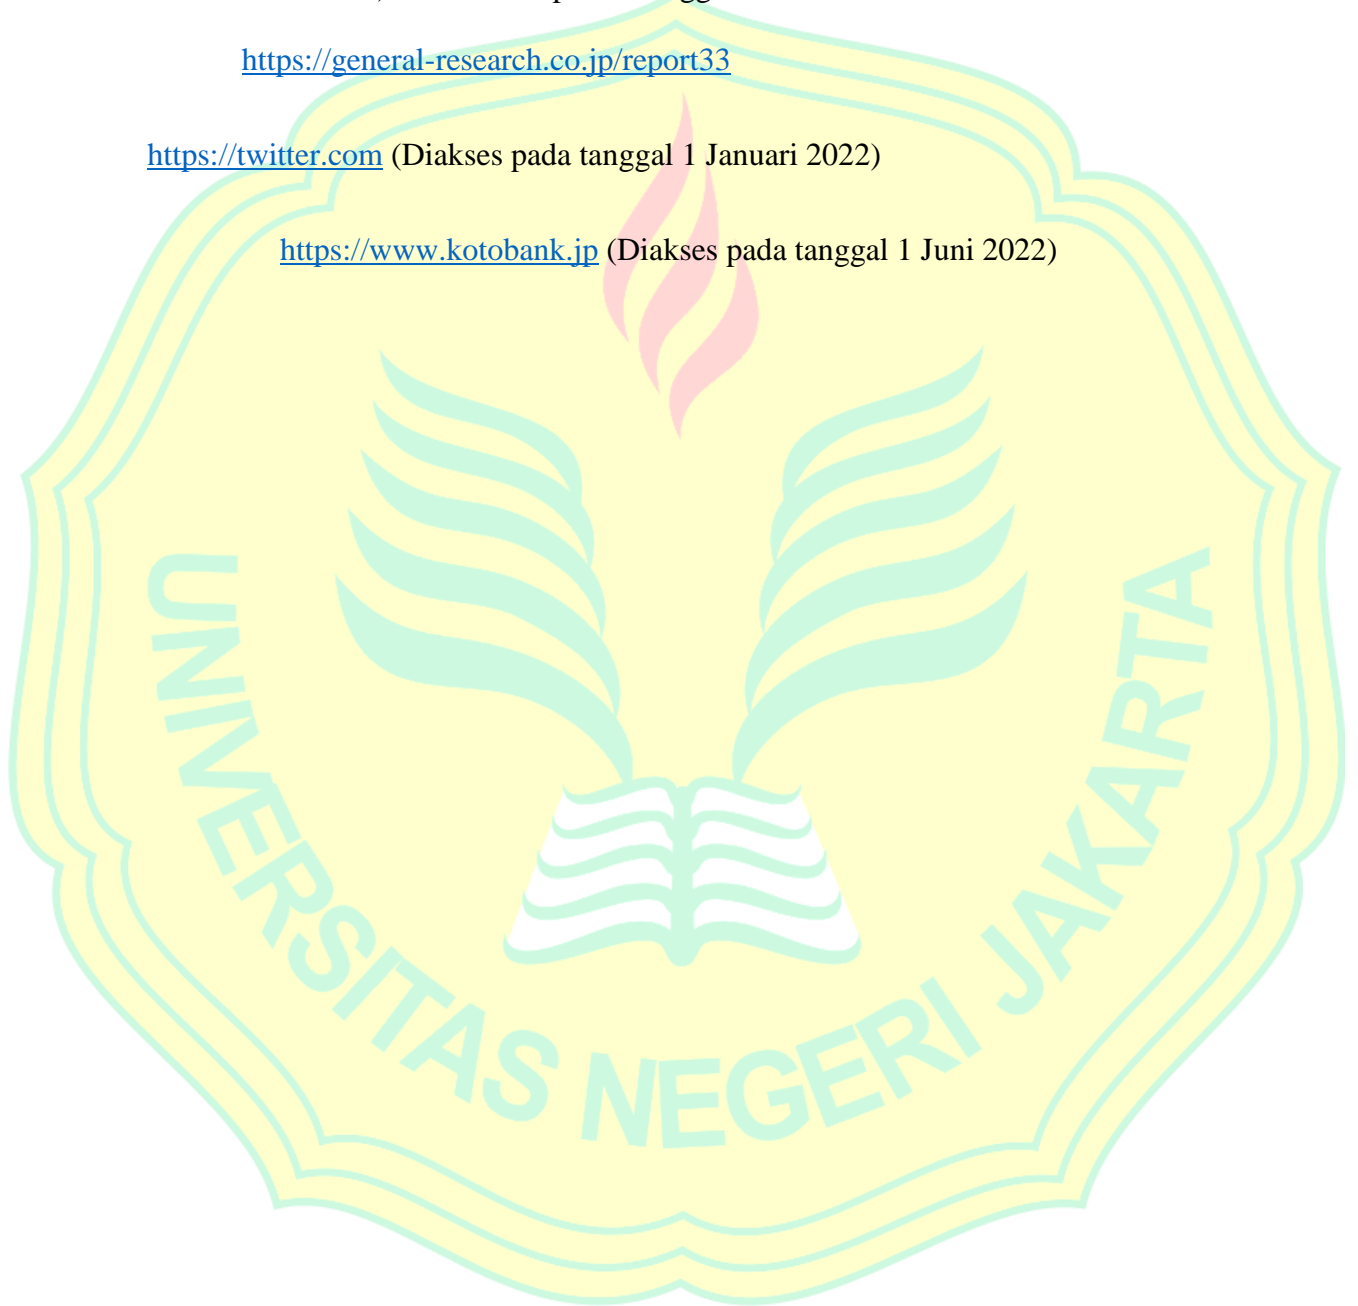 https://general-research.co.jp/report33
https://twitter.com (Diakses pada tanggal 1 Januari 2022)
https://www.kotobank.jp (Diakses pada tanggal 1 Juni 2022)
UNIVERSITAS NEGERI JAKARTA